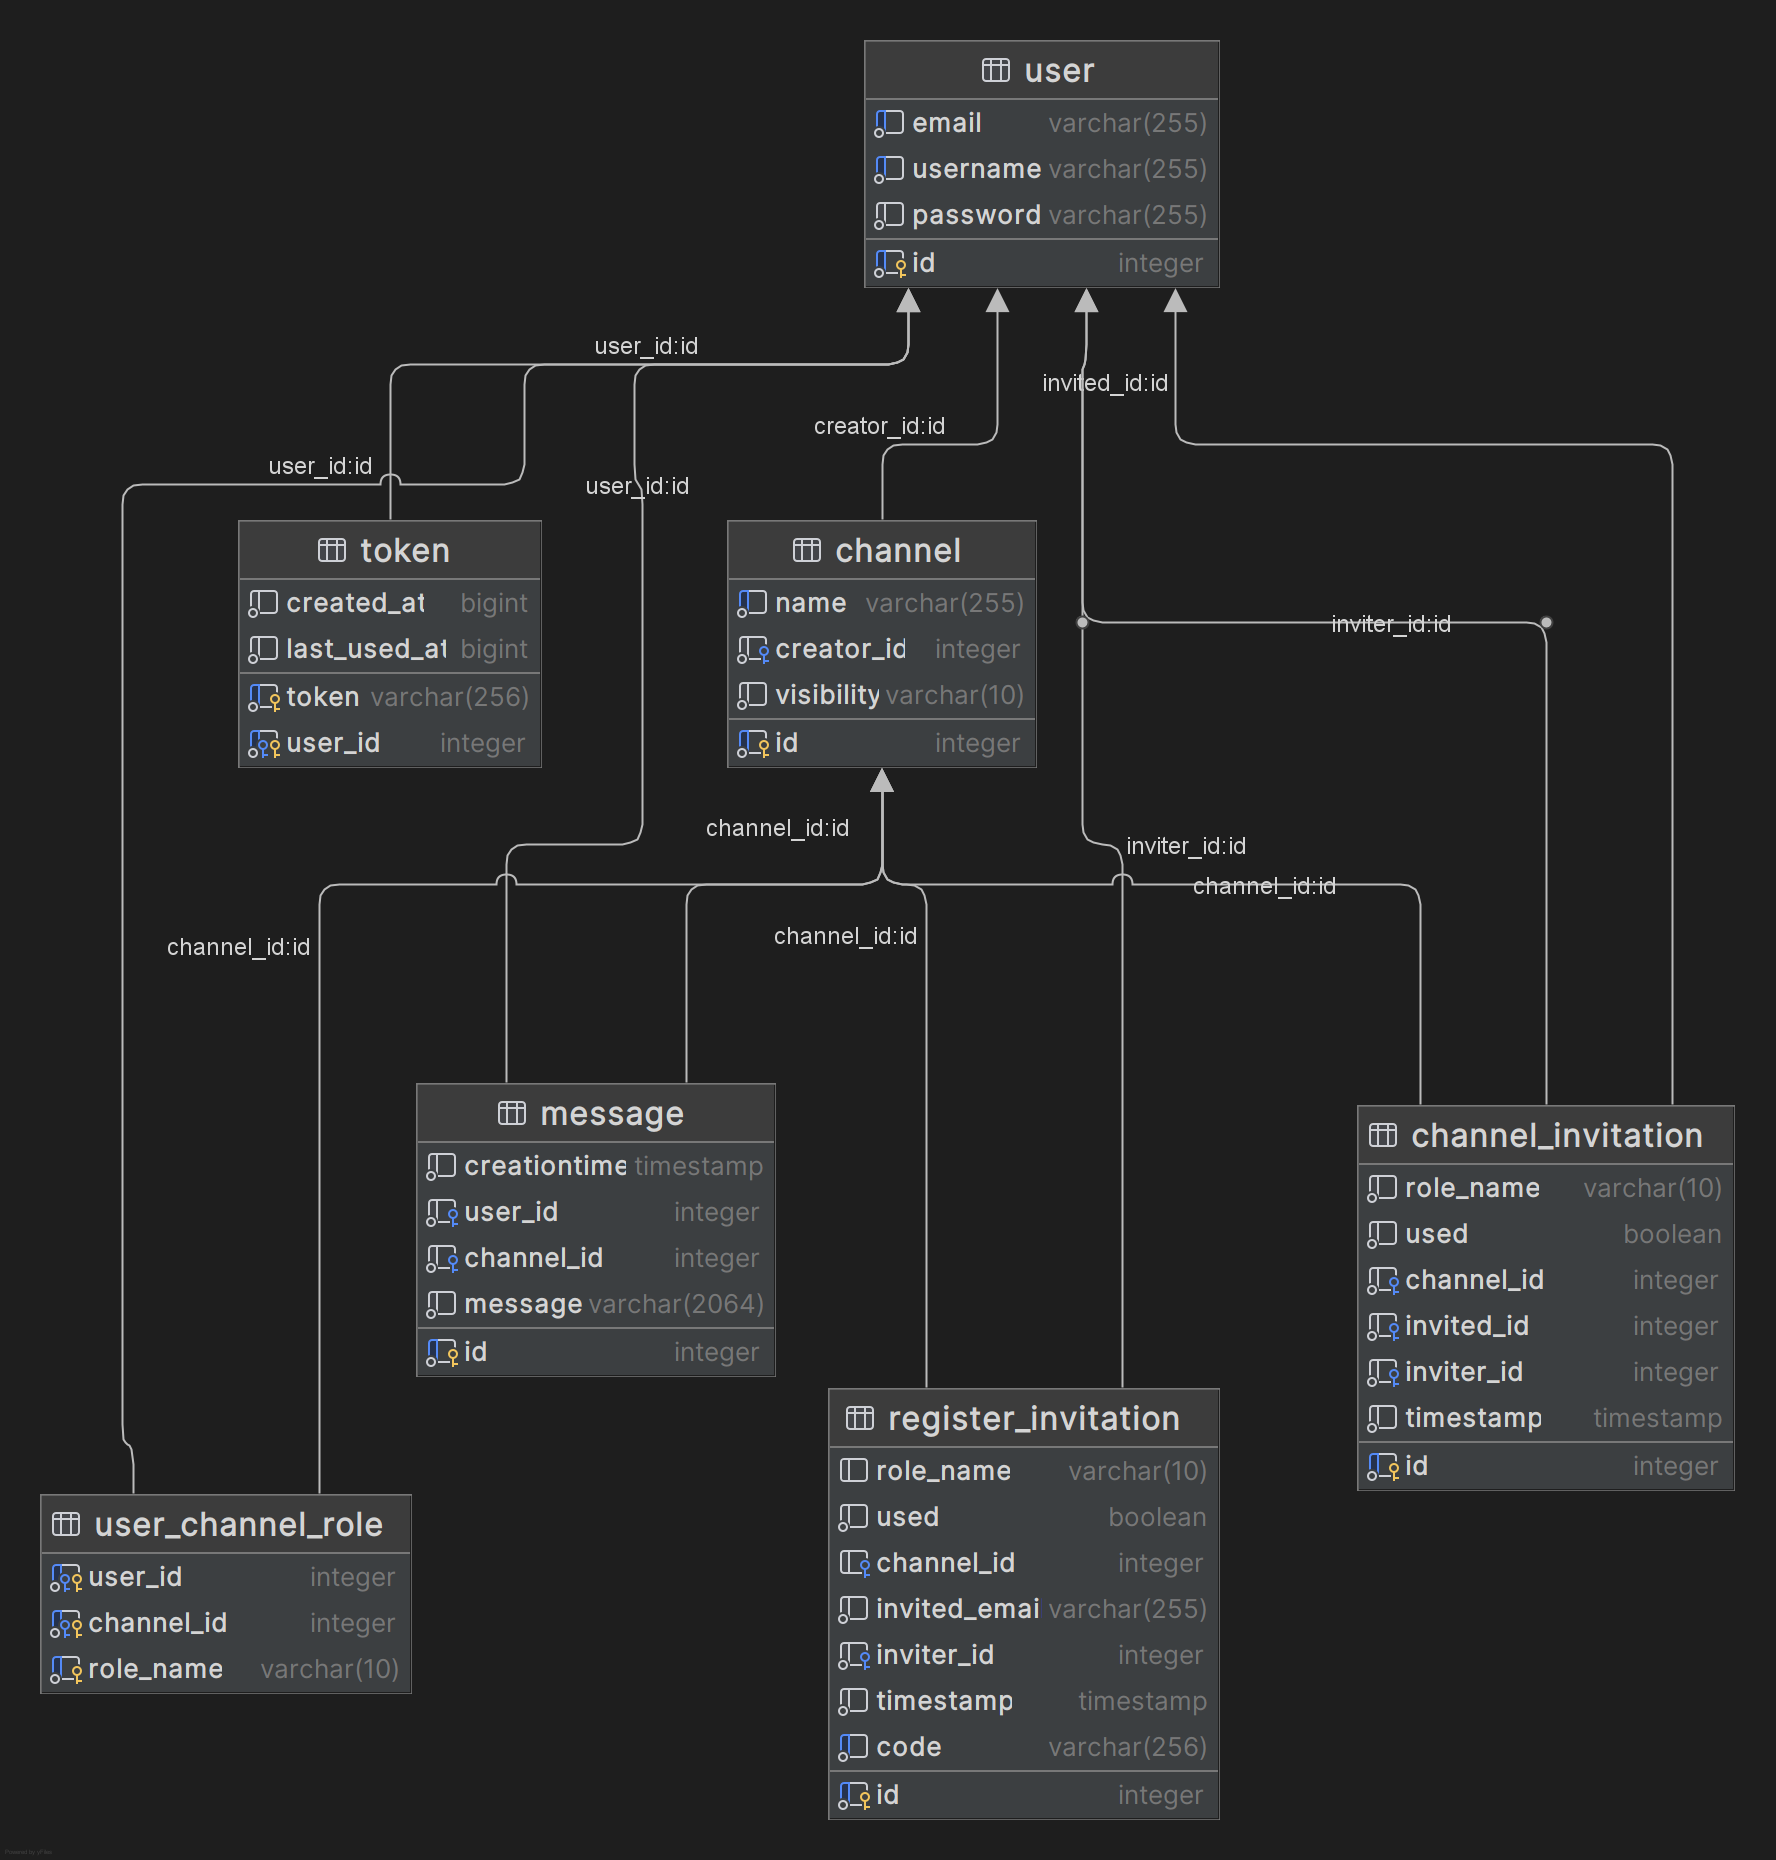 user
email varchar(255)
username varchar(255)
password varchar(255)
id integer
user_id:id
invited_id:id
creator_id:id
user_id:id
user_id:id
token
created_at bigint
last_used_at bigint
token varchar(256)
user_id integer
channel
name varchar(255)
creator_id integer
visibility varchar(10)
id integer
inviter_id:id
channel_id:id
inviter_id:id
channel_id:id
channel_id:id
channel_id:id
message
creationtime timestamp
user_id integer
channel_id integer
message varchar(2064)
id integer
channel_invitation
role_name varchar(10)
used boolean
channel_id integer
invited_id integer
inviter_id integer
timestamp timestamp
id integer
register_invitation
role_name varchar(10)
used boolean
channel_id integer
invited_emai varchar(255)
inviter_id integer
timestamp timestamp
code varchar(256)
id integer
user_channel_role
user_id integer
channel_id integer
role_name varchar(10)
Powered by yFiles